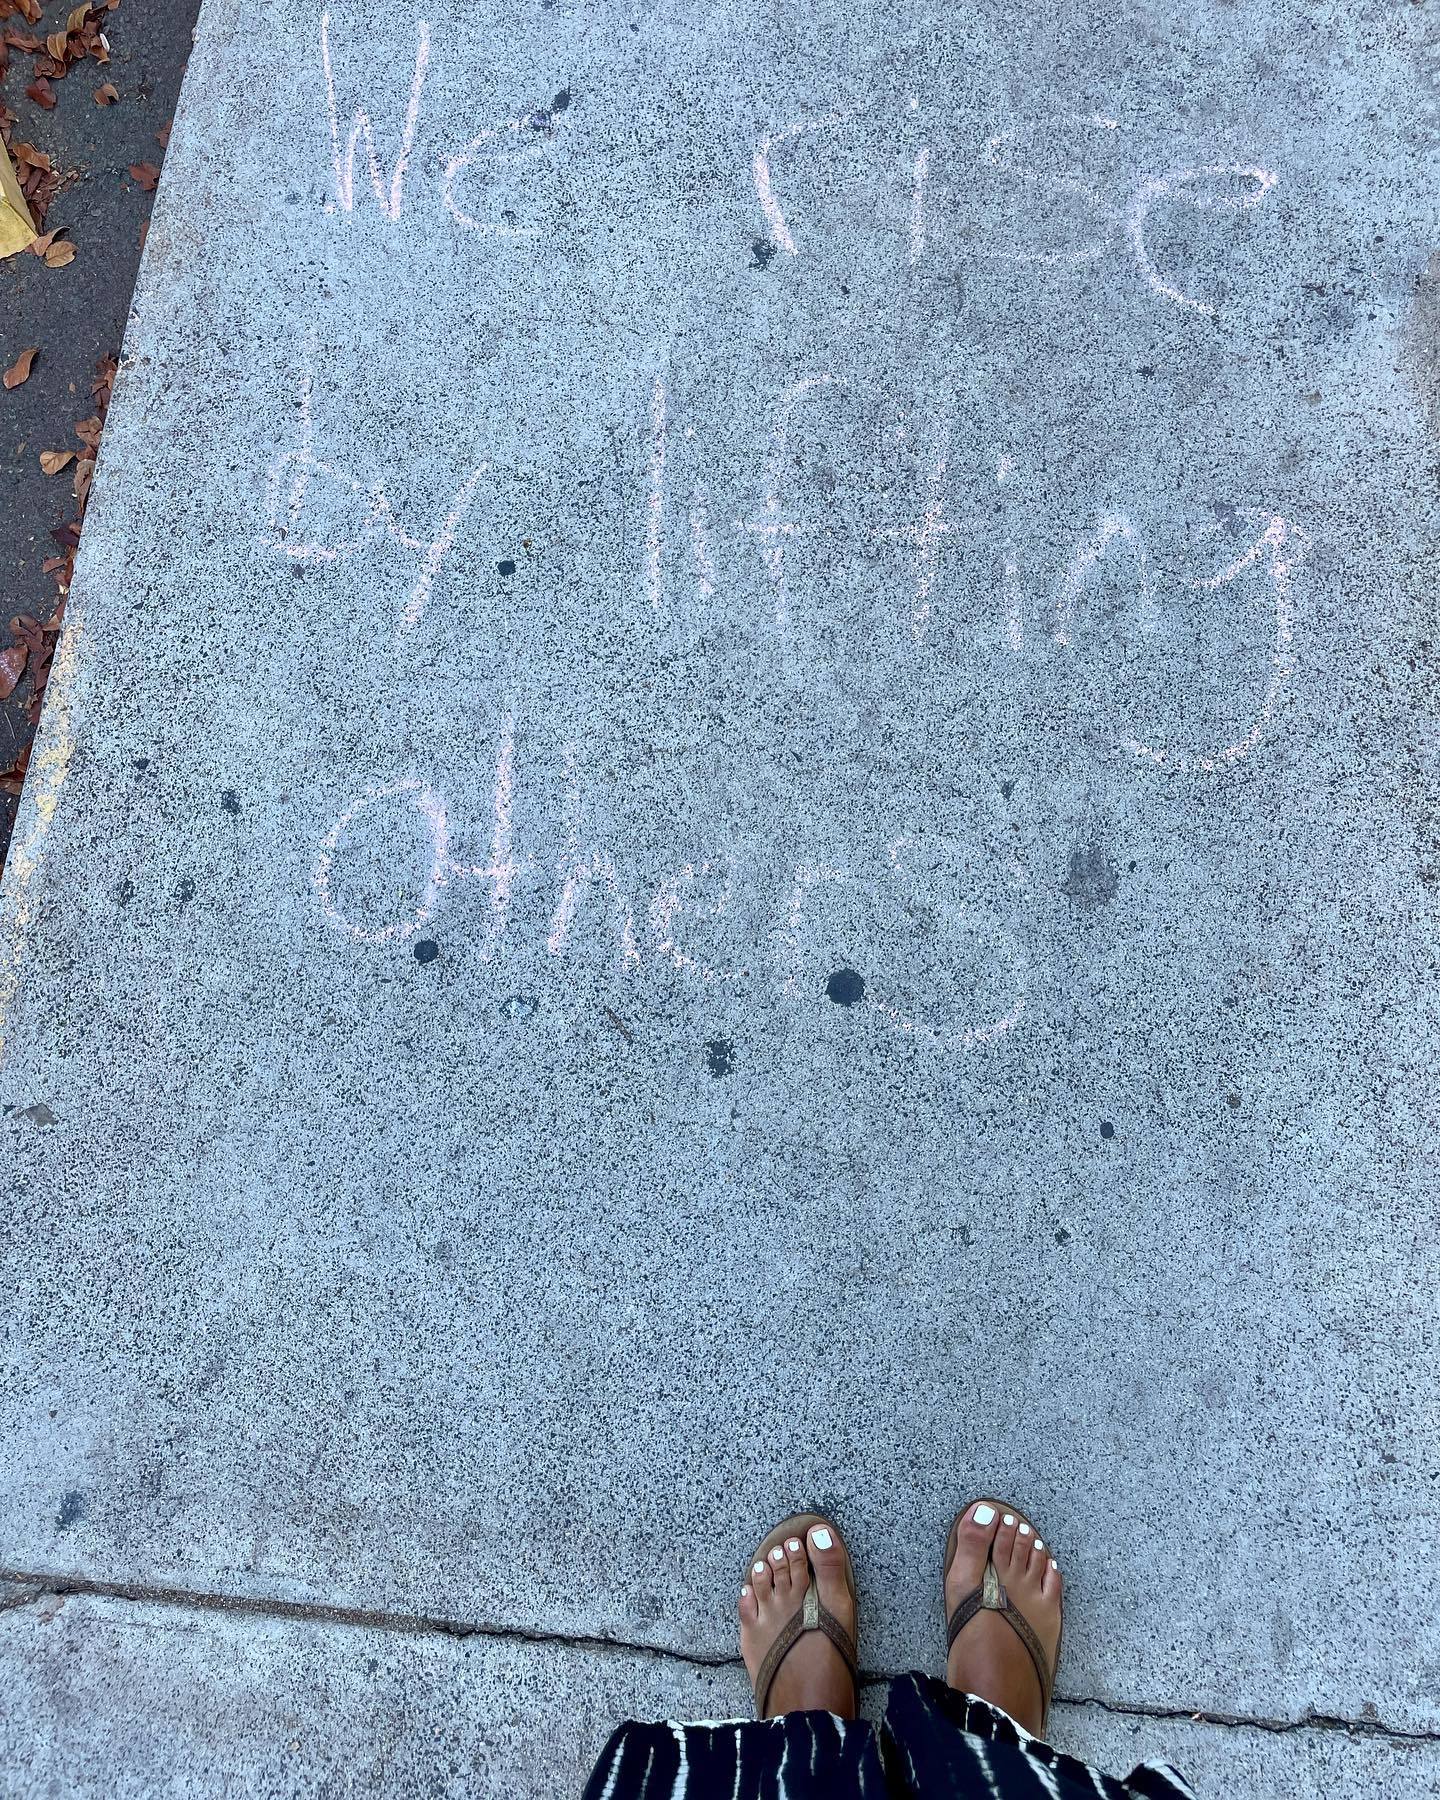 We rise
by lifting
others